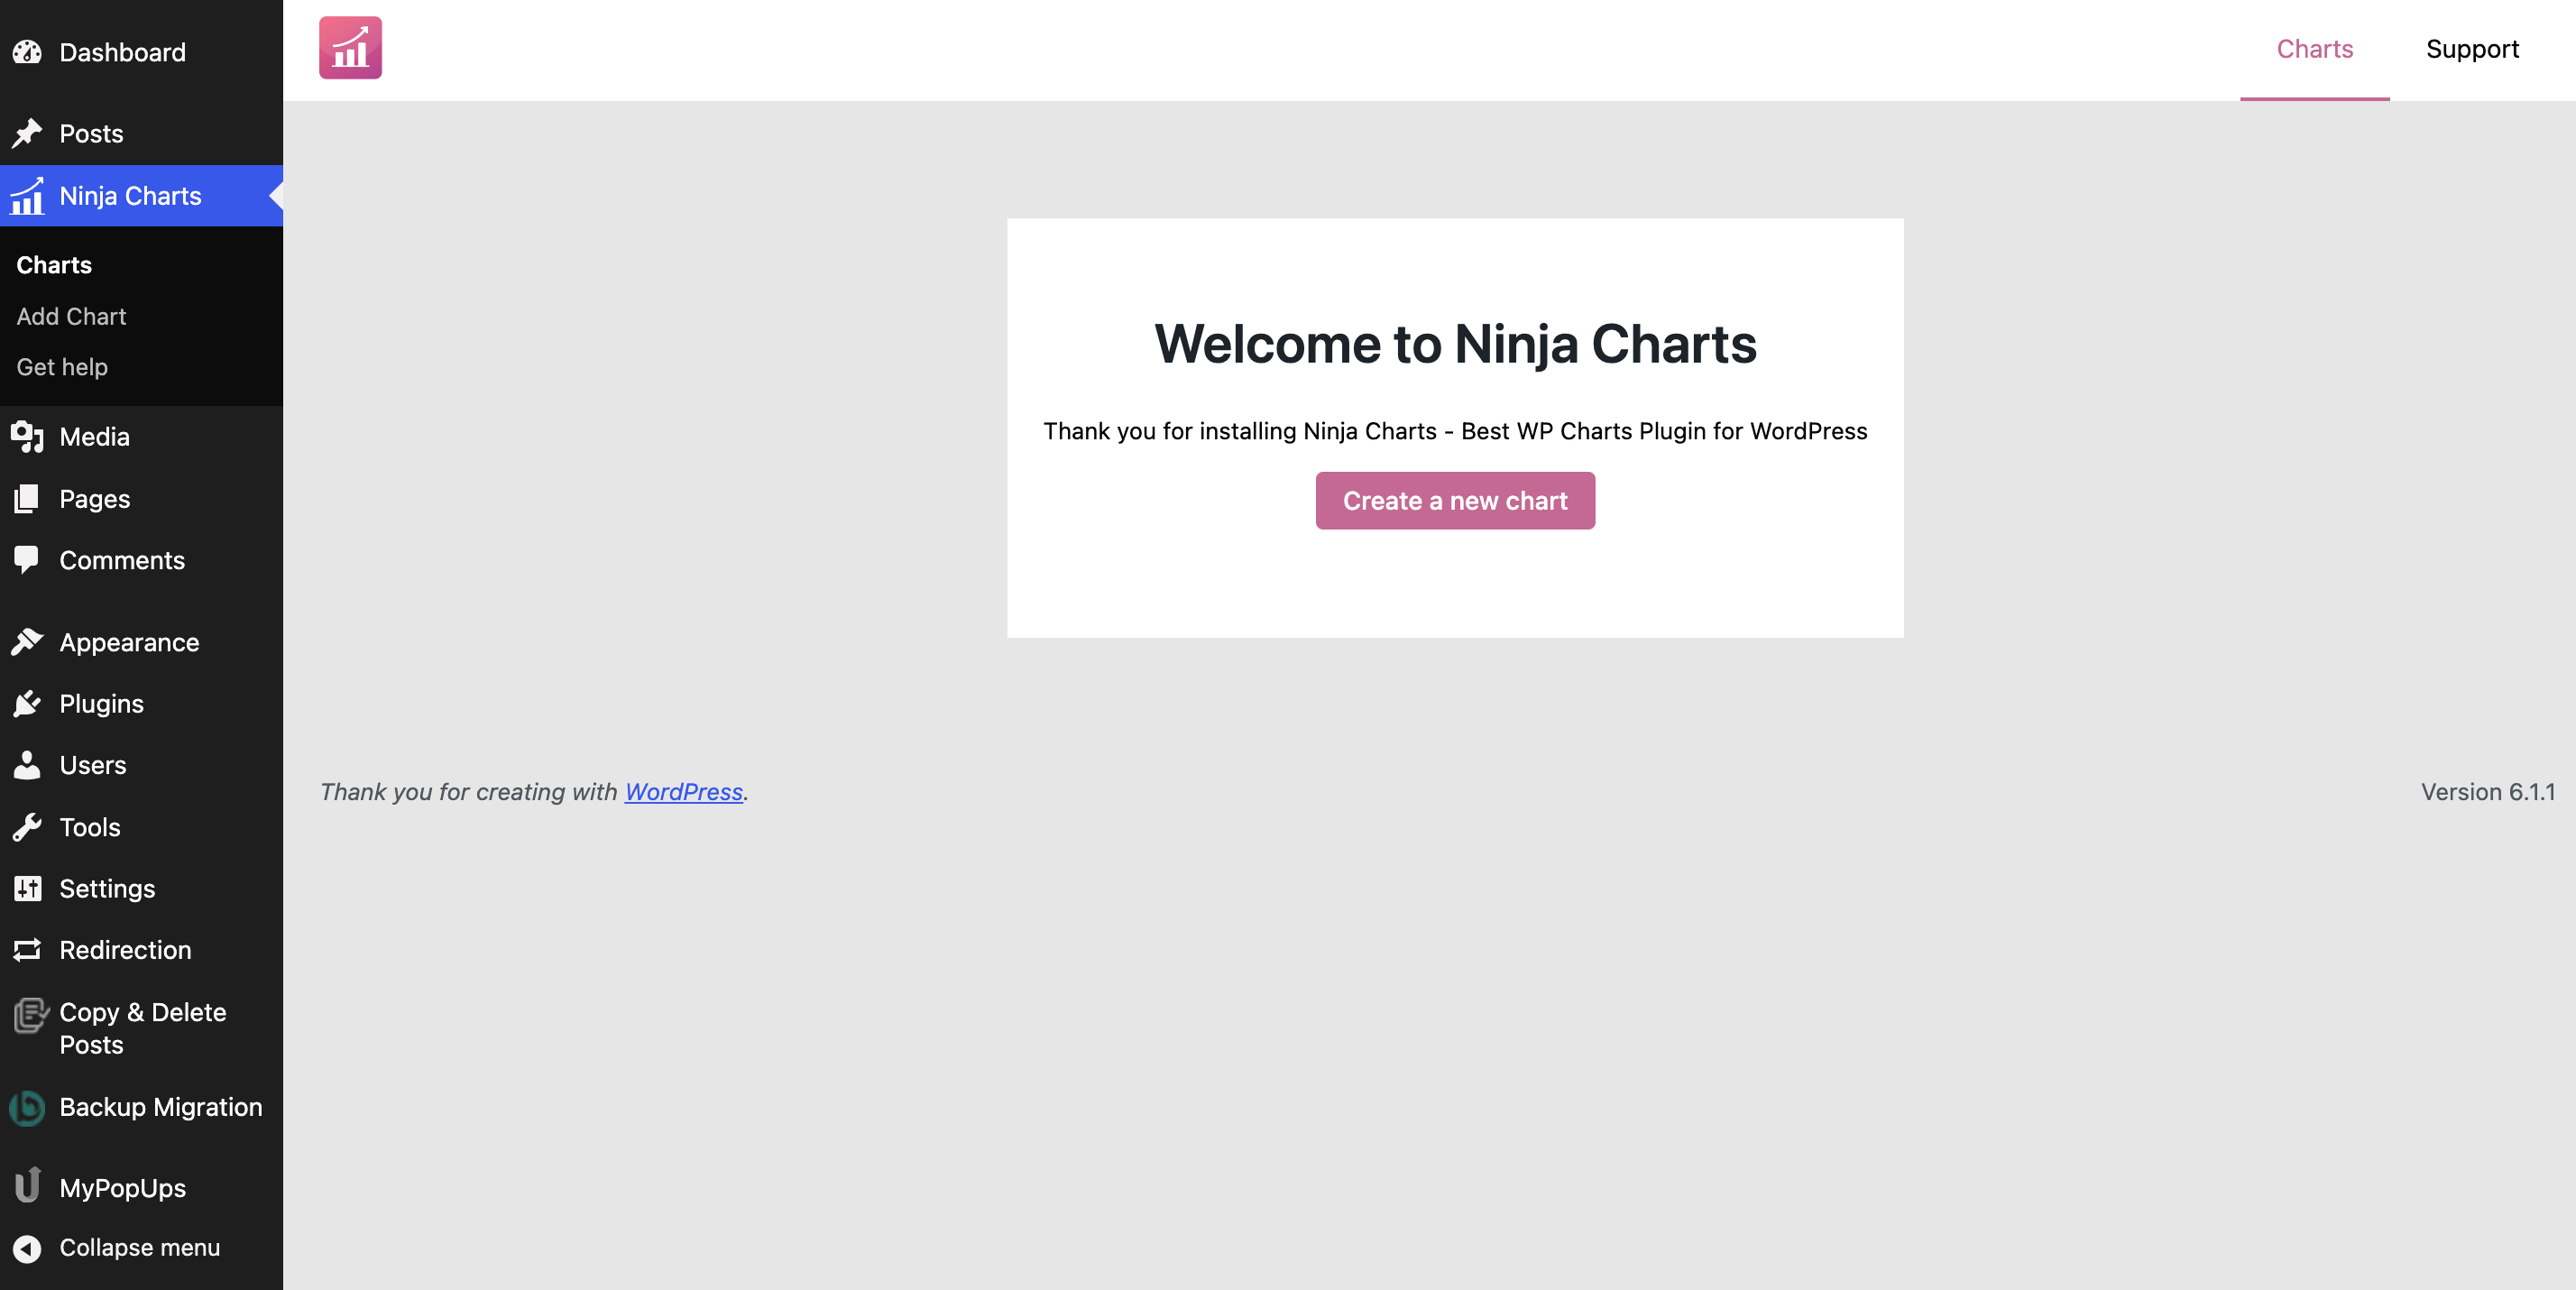 Dashboard
Posts
Ninja Charts
Charts
Add Chart
Get help
Media
Pages
Comments
Appearance
Plugins
Users
Tools
Settings
Redirection
Copy & Delete
Posts
Backup Migration
MyPopUps
Collapse menu
Charts
Support
Welcome to Ninja Charts
Thank you for installing Ninja Charts - Best WP Charts Plugin for WordPress
Create a new chart
Thank you for creating with WordPress.
Version 6.1.1